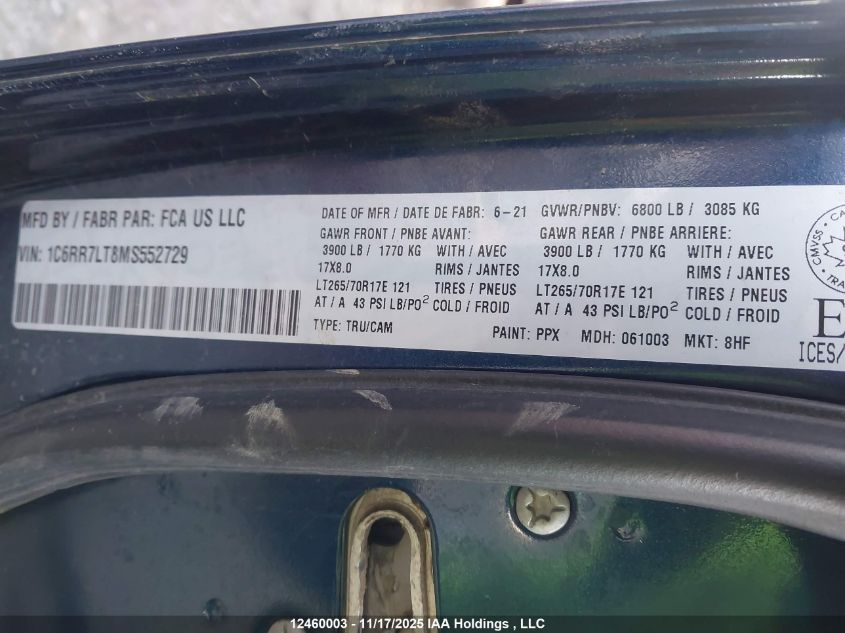 MFD BY / FABR PAR: FCA US LLC
VIN: 1C6RR7LT8MS552729
DATE OF MFR / DATE DE FABR: 6-21
GVWR/PNBV: 6800 LB / 3085 KG
GAWR FRONT / PNBE AVANT:
3900 LB / 1770 KG WITH / AVEC
17X8.0 RIMS / JANTES
LT265/70R17E 121 TIRES / PNEUS
AT / A 43 PSI LB/PO² COLD / FROID
GAWR REAR / PNBE ARRIERE:
3900 LB / 1770 KG WITH / AVEC
17X8.0 RIMS / JANTES
LT265/70R17E 121 TIRES / PNEUS
AT / A 43 PSI LB/PO² COLD / FROID
TYPE: TRU/CAM
PAINT: PPX MDH: 061003 MKT: 8HF
CMVSS
ICES/
12460003 - 11/17/2025 IAA Holdings , LLC